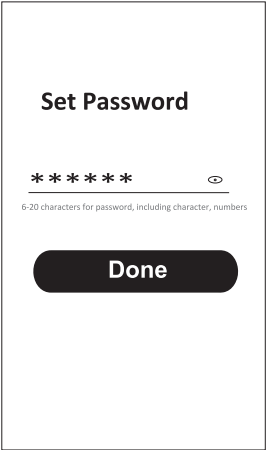 Set Password
******
6-20 characters for password, including character, numbers
Done